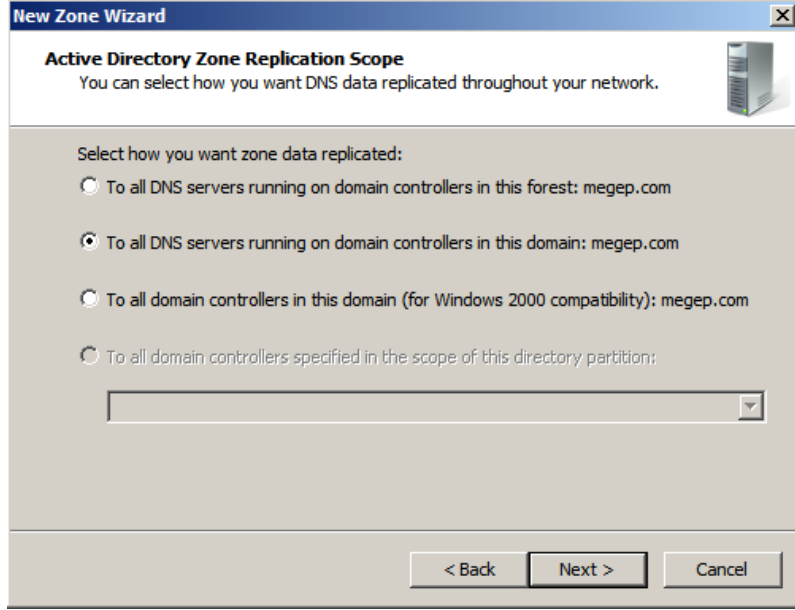 New Zone Wizard
Active Directory Zone Replication Scope
You can select how you want DNS data replicated throughout your network.
Select how you want zone data replicated:
To all DNS servers running on domain controllers in this forest: megep.com
To all DNS servers running on domain controllers in this domain: megep.com
To all domain controllers in this domain (for Windows 2000 compatibility): megep.com
To all domain controllers specified in the scope of this directory partition:
< Back
Next >
Cancel